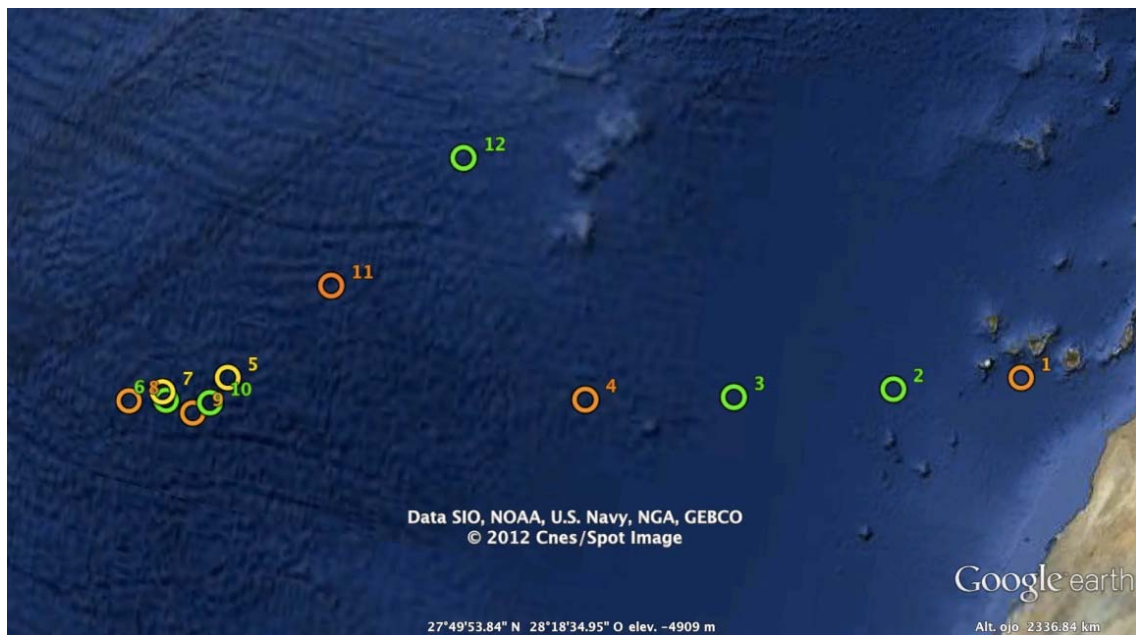 12
11
5
7
6
8
10
9
4
3
2
1
Data SIO, NOAA, U.S. Navy, NGA, GEBCO
© 2012 Cnes/Spot Image
Google earth
27°49'53.84" N 28°18'34.95" O elev. -4909 m
Alt. ojo 2336.84 km